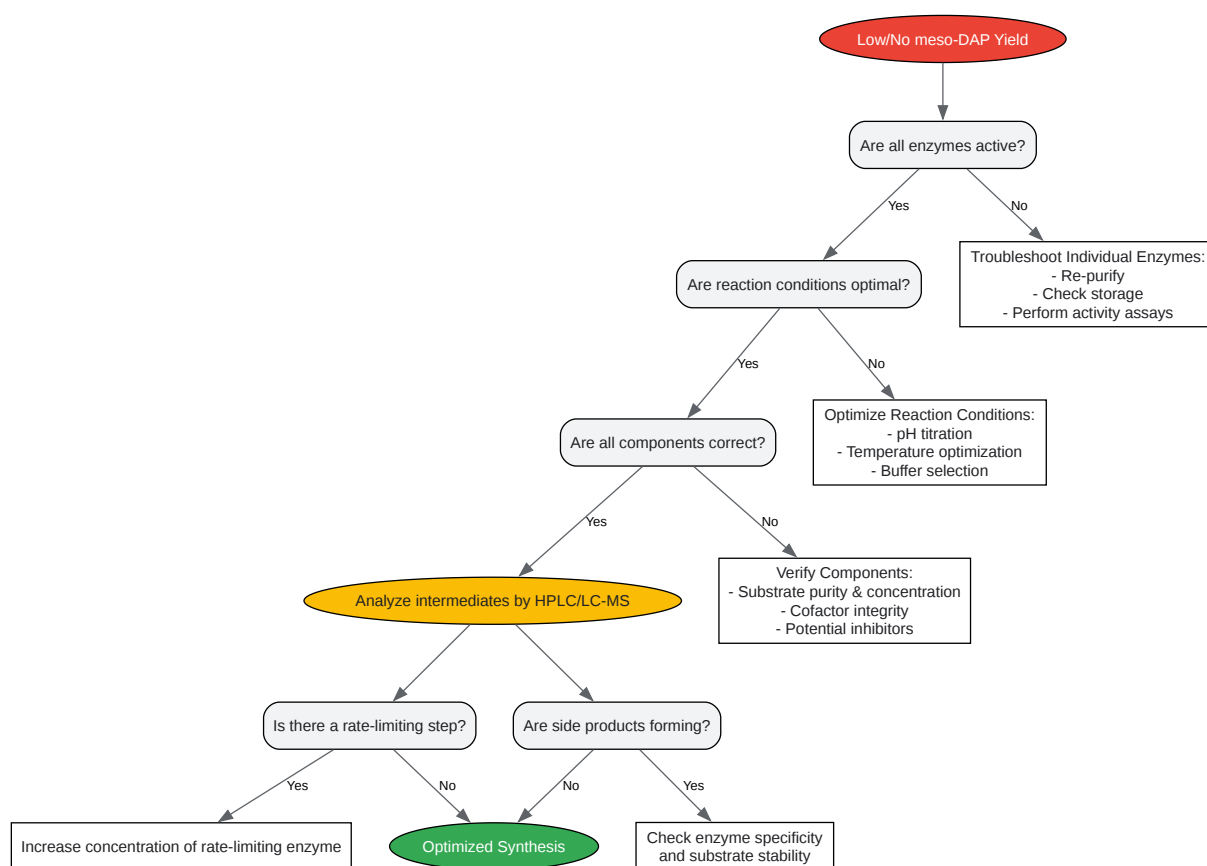 Low/No meso-DAP Yield
Are all enzymes active?
Yes
No
Troubleshoot Individual Enzymes:
- Re-purify
- Check storage
- Perform activity assays
Are reaction conditions optimal?
Yes
No
Optimize Reaction Conditions:
- pH titration
- Temperature optimization
- Buffer selection
Are all components correct?
Yes
No
Verify Components:
- Substrate purity & concentration
- Cofactor integrity
- Potential inhibitors
Analyze intermediates by HPLC/LC-MS
Is there a rate-limiting step?
Are side products forming?
Yes
No
No
Yes
Increase concentration of rate-limiting enzyme
Optimized Synthesis
Check enzyme specificity
and substrate stability